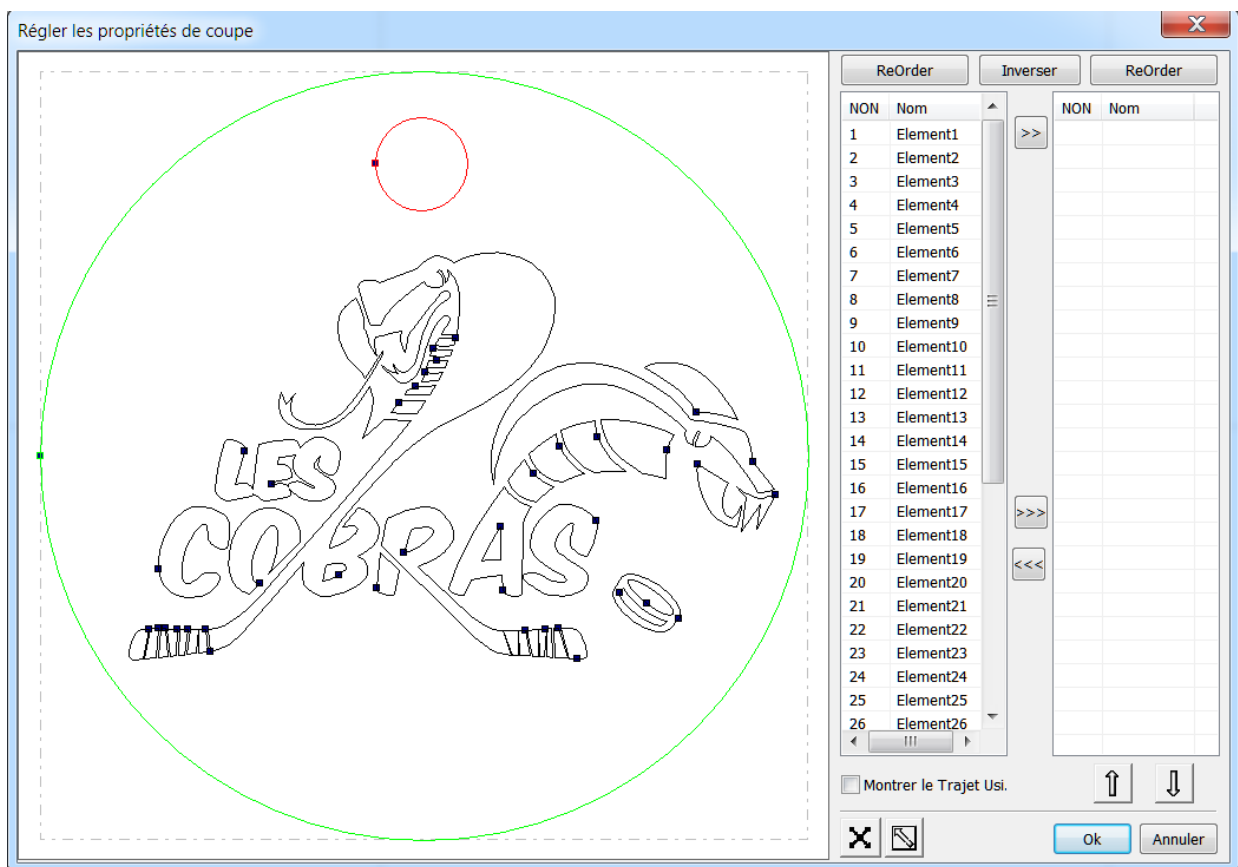 Régler les propriétés de coupe
ReOrder Inverser ReOrder
NON Nom NON Nom
1 Element1 >>
2 Element2
3 Element3
4 Element4
5 Element5
6 Element6
7 Element7
8 Element8
9 Element9
10 Element10
11 Element11
12 Element12
13 Element13
14 Element14
15 Element15
16 Element16
17 Element17 >>>
18 Element18
19 Element19 <<<
20 Element20
21 Element21
22 Element22
23 Element23
24 Element24
25 Element25
26 Element26
LES
COBRAS
Montrer le Trajet Usi.
Ok Annuler